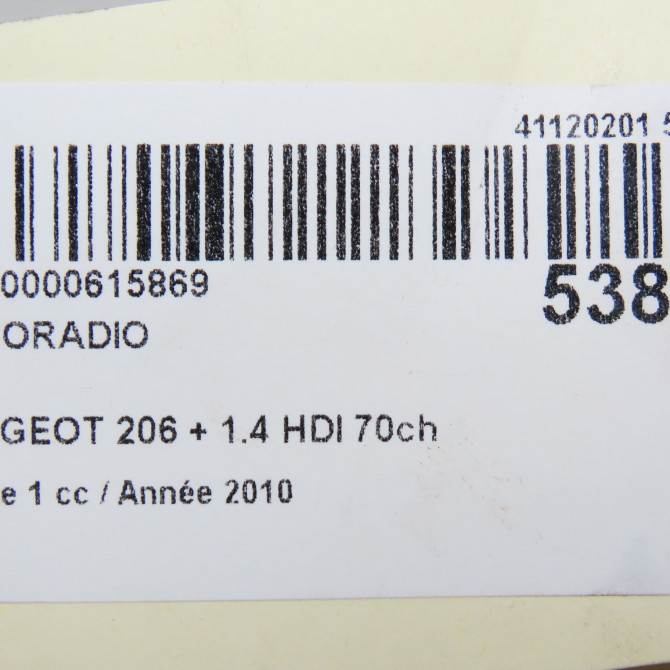 41120201 5
0000615869
538
ORADIO
GEOT 206 + 1.4 HDI 70ch
e 1 cc / Année 2010